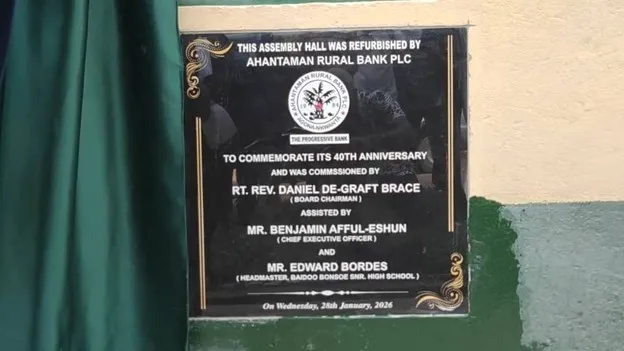 THIS ASSEMBLY HALL WAS REFURBISHED BY
AHANTAMAN RURAL BANK PLC
AHANTAMAN RURAL BANK PLC
THE PROGRESSIVE BANK
TO COMMEMORATE ITS 40TH ANNIVERSARY
AND WAS COMMSSIONED BY
RT. REV. DANIEL DE-GRAFT BRACE
( BOARD CHAIRMAN )
ASSISTED BY
MR. BENJAMIN AFFUL-ESHUN
( CHIEF EXECUTIVE OFFICER )
AND
MR. EDWARD BORDES
( HEADMASTER, BAIDOO BONSOE SNR. HIGH SCHOOL )
On Wednesday, 28th January, 2026